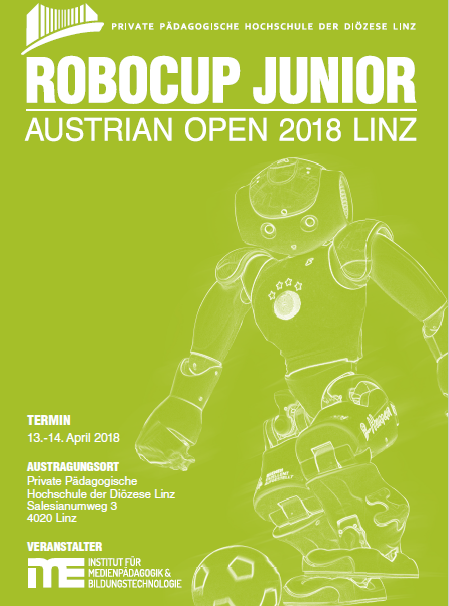 PRIVATE PÄDAGOGISCHE HOCHSCHULE DER DIÖZESE LINZ
ROBOCUP JUNIOR
AUSTRIAN OPEN 2018 LINZ
TERMIN
13.-14. April 2018
AUSTRAGUNGSORT
Private Pädagogische
Hochschule der Diözese Linz
Salesianumweg 3
4020 Linz
VERANSTALTER
IME INSTITUT FÜR
MEDIENPÄDAGOGIK &
BILDUNGSTECHNOLOGIE